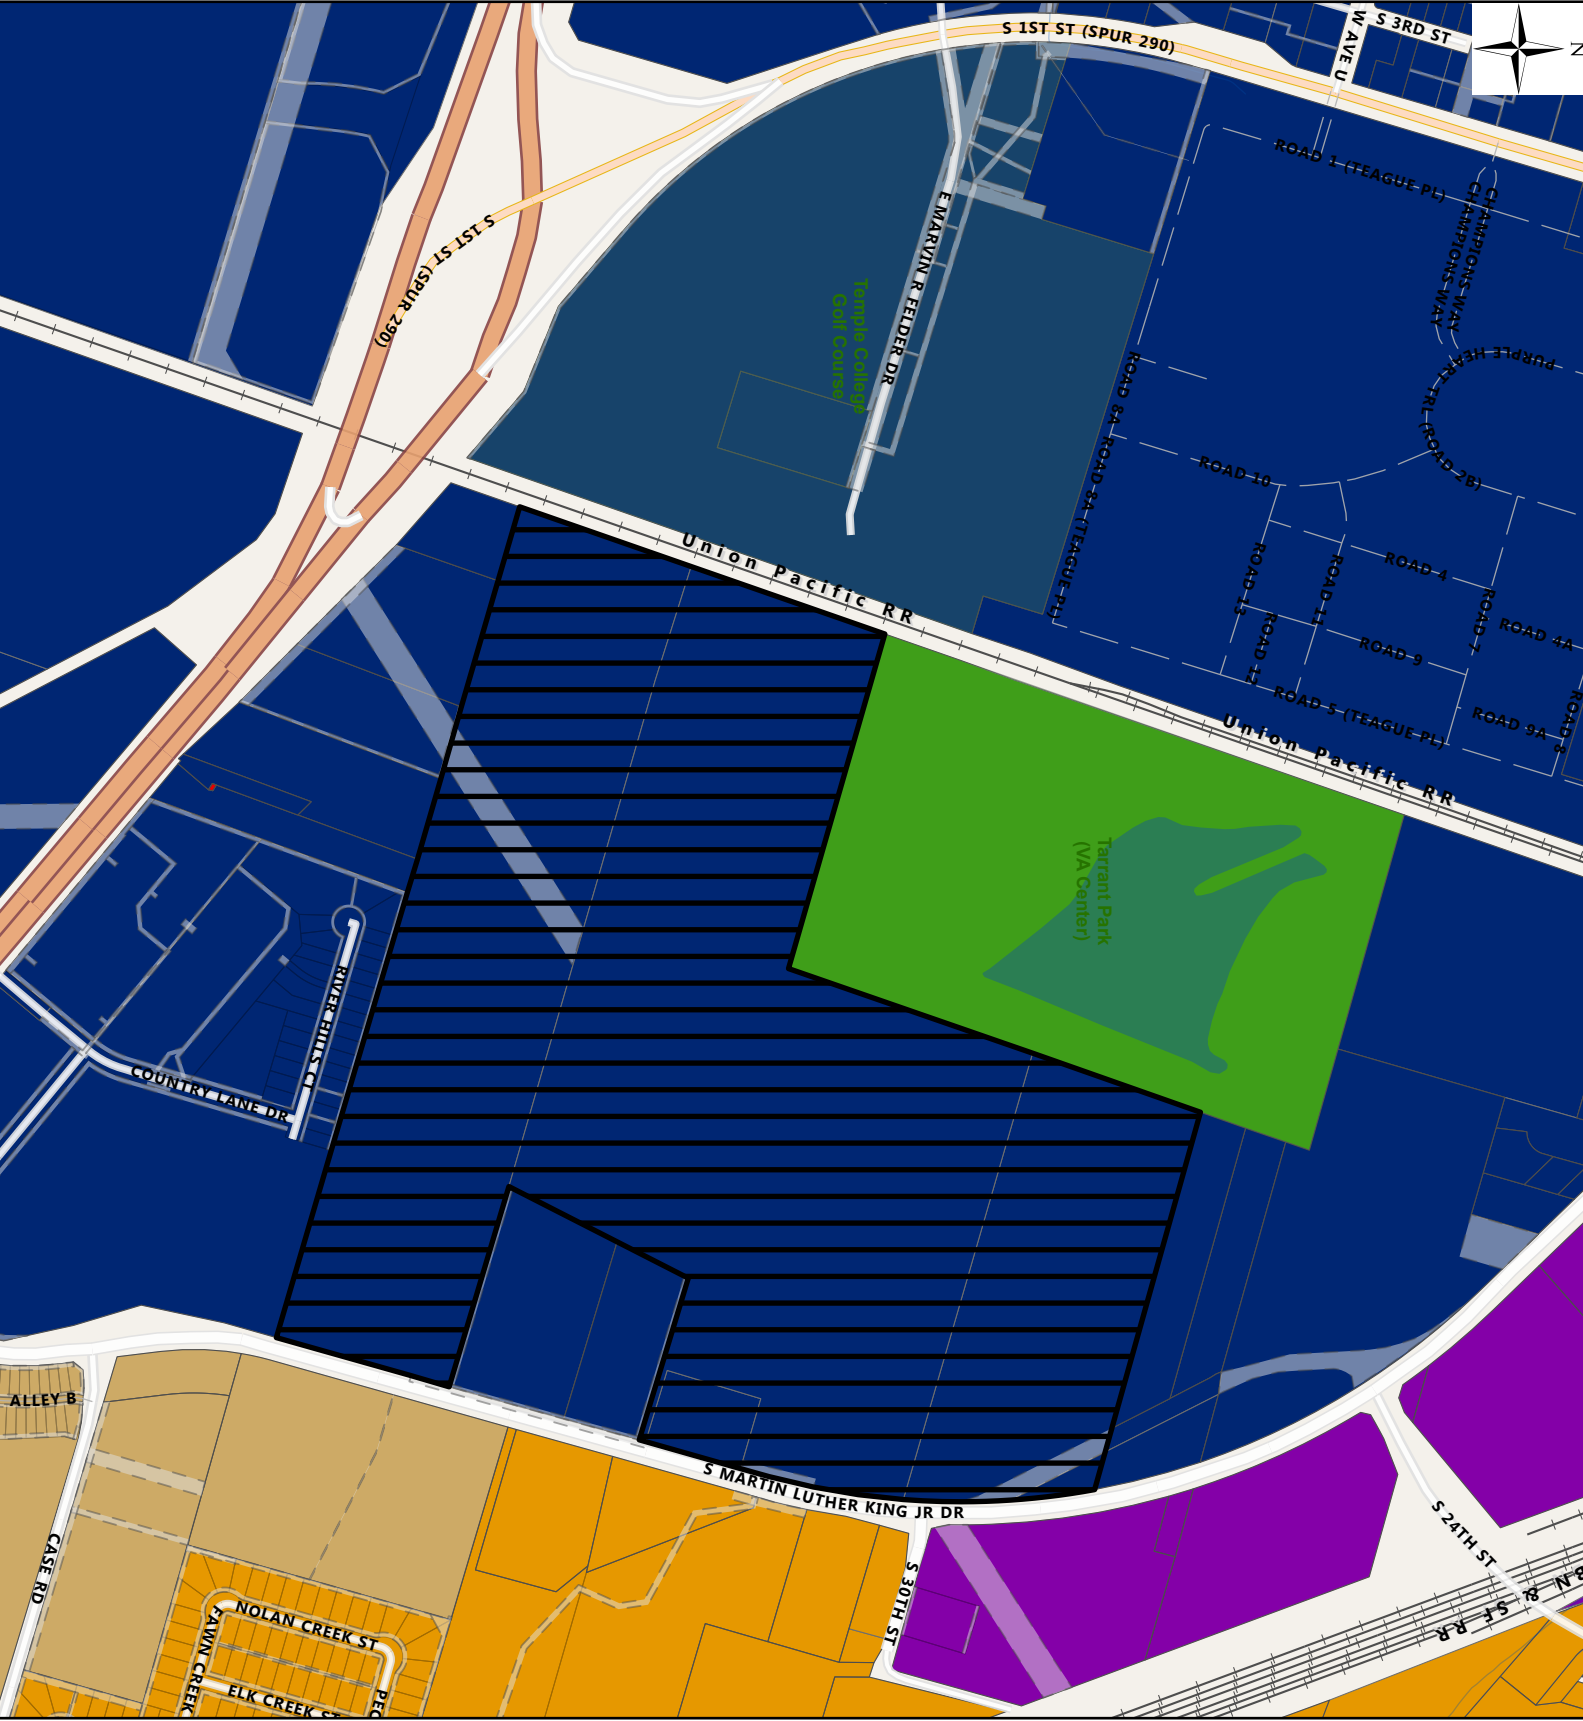 S 1ST ST (SPUR 290)
W AVE U
S 3RD ST
N
ROAD 1 (TEAGUE PL)
CHAMPIONS WAY
CHAMPIONS WAY
S 1ST ST (SPUR 290)
E MARVIN R FELDER DR
Temple College
Golf Course
PURPLE HEART TRL (ROAD 2B)
ROAD 8A
ROAD 8A (TEAGUE PL)
ROAD 10
ROAD 4
ROAD 13
ROAD 11
ROAD 7
ROAD 4A
ROAD 12
ROAD 9
ROAD 5 (TEAGUE PL)
ROAD 9A
ROAD 8
Union Pacific RR
Union Pacific RR
Tarrant Park
(VA Center)
RIVER HILLS CT
COUNTRY LANE DR
ALLEY B
S MARTIN LUTHER KING JR DR
CASE RD
S 24TH ST
S 30TH ST
BN & SF RR
NOLAN CREEK ST
FAWN CREEK
ELK CREEK ST
PEC